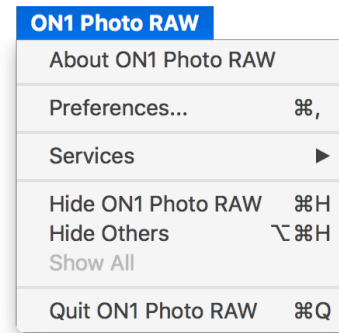 ON1 Photo RAW
About ON1 Photo RAW
Preferences... ⌘,
Services ▶
Hide ON1 Photo RAW ⌘H
Hide Others ⌥⌘H
Show All
Quit ON1 Photo RAW ⌘Q